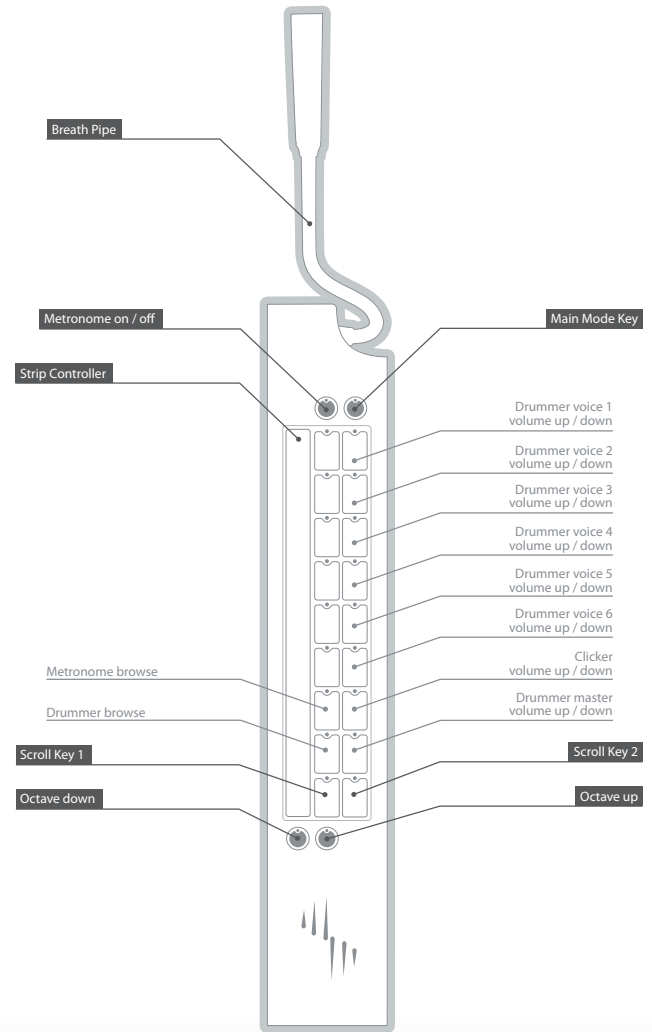 Breath Pipe
Metronome on / off
Main Mode Key
Strip Controller
Drummer voice 1
volume up / down
Drummer voice 2
volume up / down
Drummer voice 3
volume up / down
Drummer voice 4
volume up / down
Drummer voice 5
volume up / down
Drummer voice 6
volume up / down
Clicker
volume up / down
Metronome browse
Drummer master
volume up / down
Drummer browse
Scroll Key 1
Scroll Key 2
Octave down
Octave up